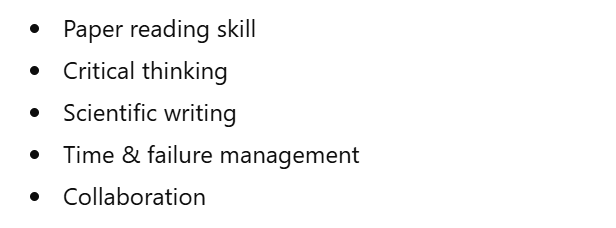 • Paper reading skill
• Critical thinking
• Scientific writing
• Time & failure management
• Collaboration